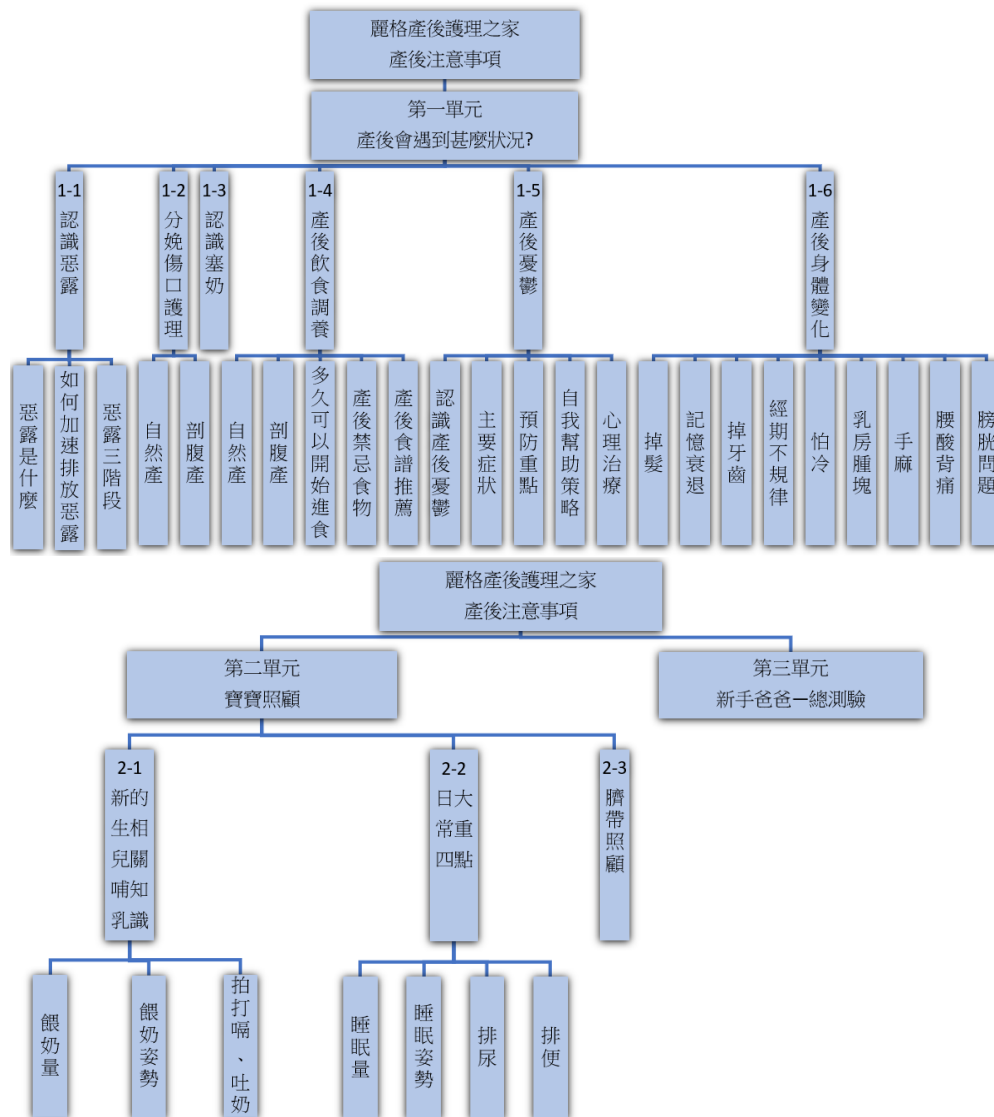 麗格產後護理之家
產後注意事項
第一單元
產後會遇到甚麼狀況?
1-1
認識惡露
1-2
分娩傷口護理
1-3
認識塞奶
1-4
產後飲食調養
1-5
產後憂鬱
1-6
產後身體變化
惡露是什麼
如何加速排放惡露
惡露三階段
自然產
剖腹產
自然產
剖腹產
多久可以開始進食
產後禁忌食物
產後食譜推薦
認識產後憂鬱
主要症狀
預防重點
自我幫助策略
心理治療
掉髮
記憶衰退
掉牙齒
經期不規律
怕冷
乳房腫塊
手麻
腰酸背痛
膀胱問題
麗格產後護理之家
產後注意事項
第二單元
寶寶照顧
第三單元
新手爸爸—總測驗
2-1
新的
生相
兒關
哺知
乳識
2-2
日大
常重
四點
2-3
臍帶照顧
餵奶量
餵奶姿勢
拍打嗝、吐奶
睡眠量
睡眠姿勢
排尿
排便